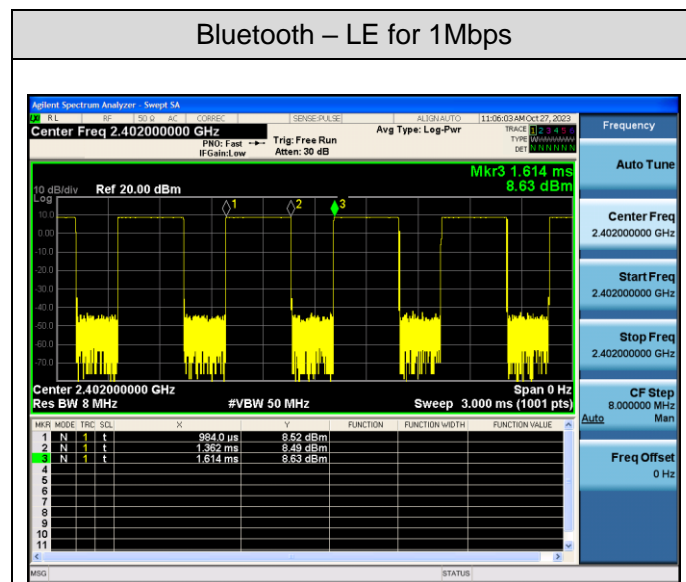 Bluetooth – LE for 1Mbps
Agilent Spectrum Analyzer - Swept SA
RL RF 50 Ω AC CORREC SENSE:PULSE ALIGN AUTO 11:06:03 AM Oct 27, 2023
Center Freq 2.402000000 GHz
PNO: Fast
IFGain:Low
Trig: Free Run
Atten: 30 dB
Avg Type: Log-Pwr
TRACE 1 2 3 4 5 6
TYPE
DET N N N N N N
Mkr3 1.614 ms
8.63 dBm
10 dB/div Ref 20.00 dBm
Log
1 2 3
10.0
0.00
-10.0
-20.0
-30.0
-40.0
-50.0
-60.0
-70.0
Center 2.402000000 GHz Span 0 Hz
Res BW 8 MHz #VBW 50 MHz Sweep 3.000 ms (1001 pts)
MKR MODE TRC SCL X Y FUNCTION FUNCTION WIDTH FUNCTION VALUE
1 N 1 t 984.0 µs 8.52 dBm
2 N 1 t 1.362 ms 8.49 dBm
3 N 1 t 1.614 ms 8.63 dBm
4
5
6
7
8
9
10
11
MSG STATUS
Frequency
Auto Tune
Center Freq
2.402000000 GHz
Start Freq
2.402000000 GHz
Stop Freq
2.402000000 GHz
CF Step
8.000000 MHz
Auto Man
Freq Offset
0 Hz